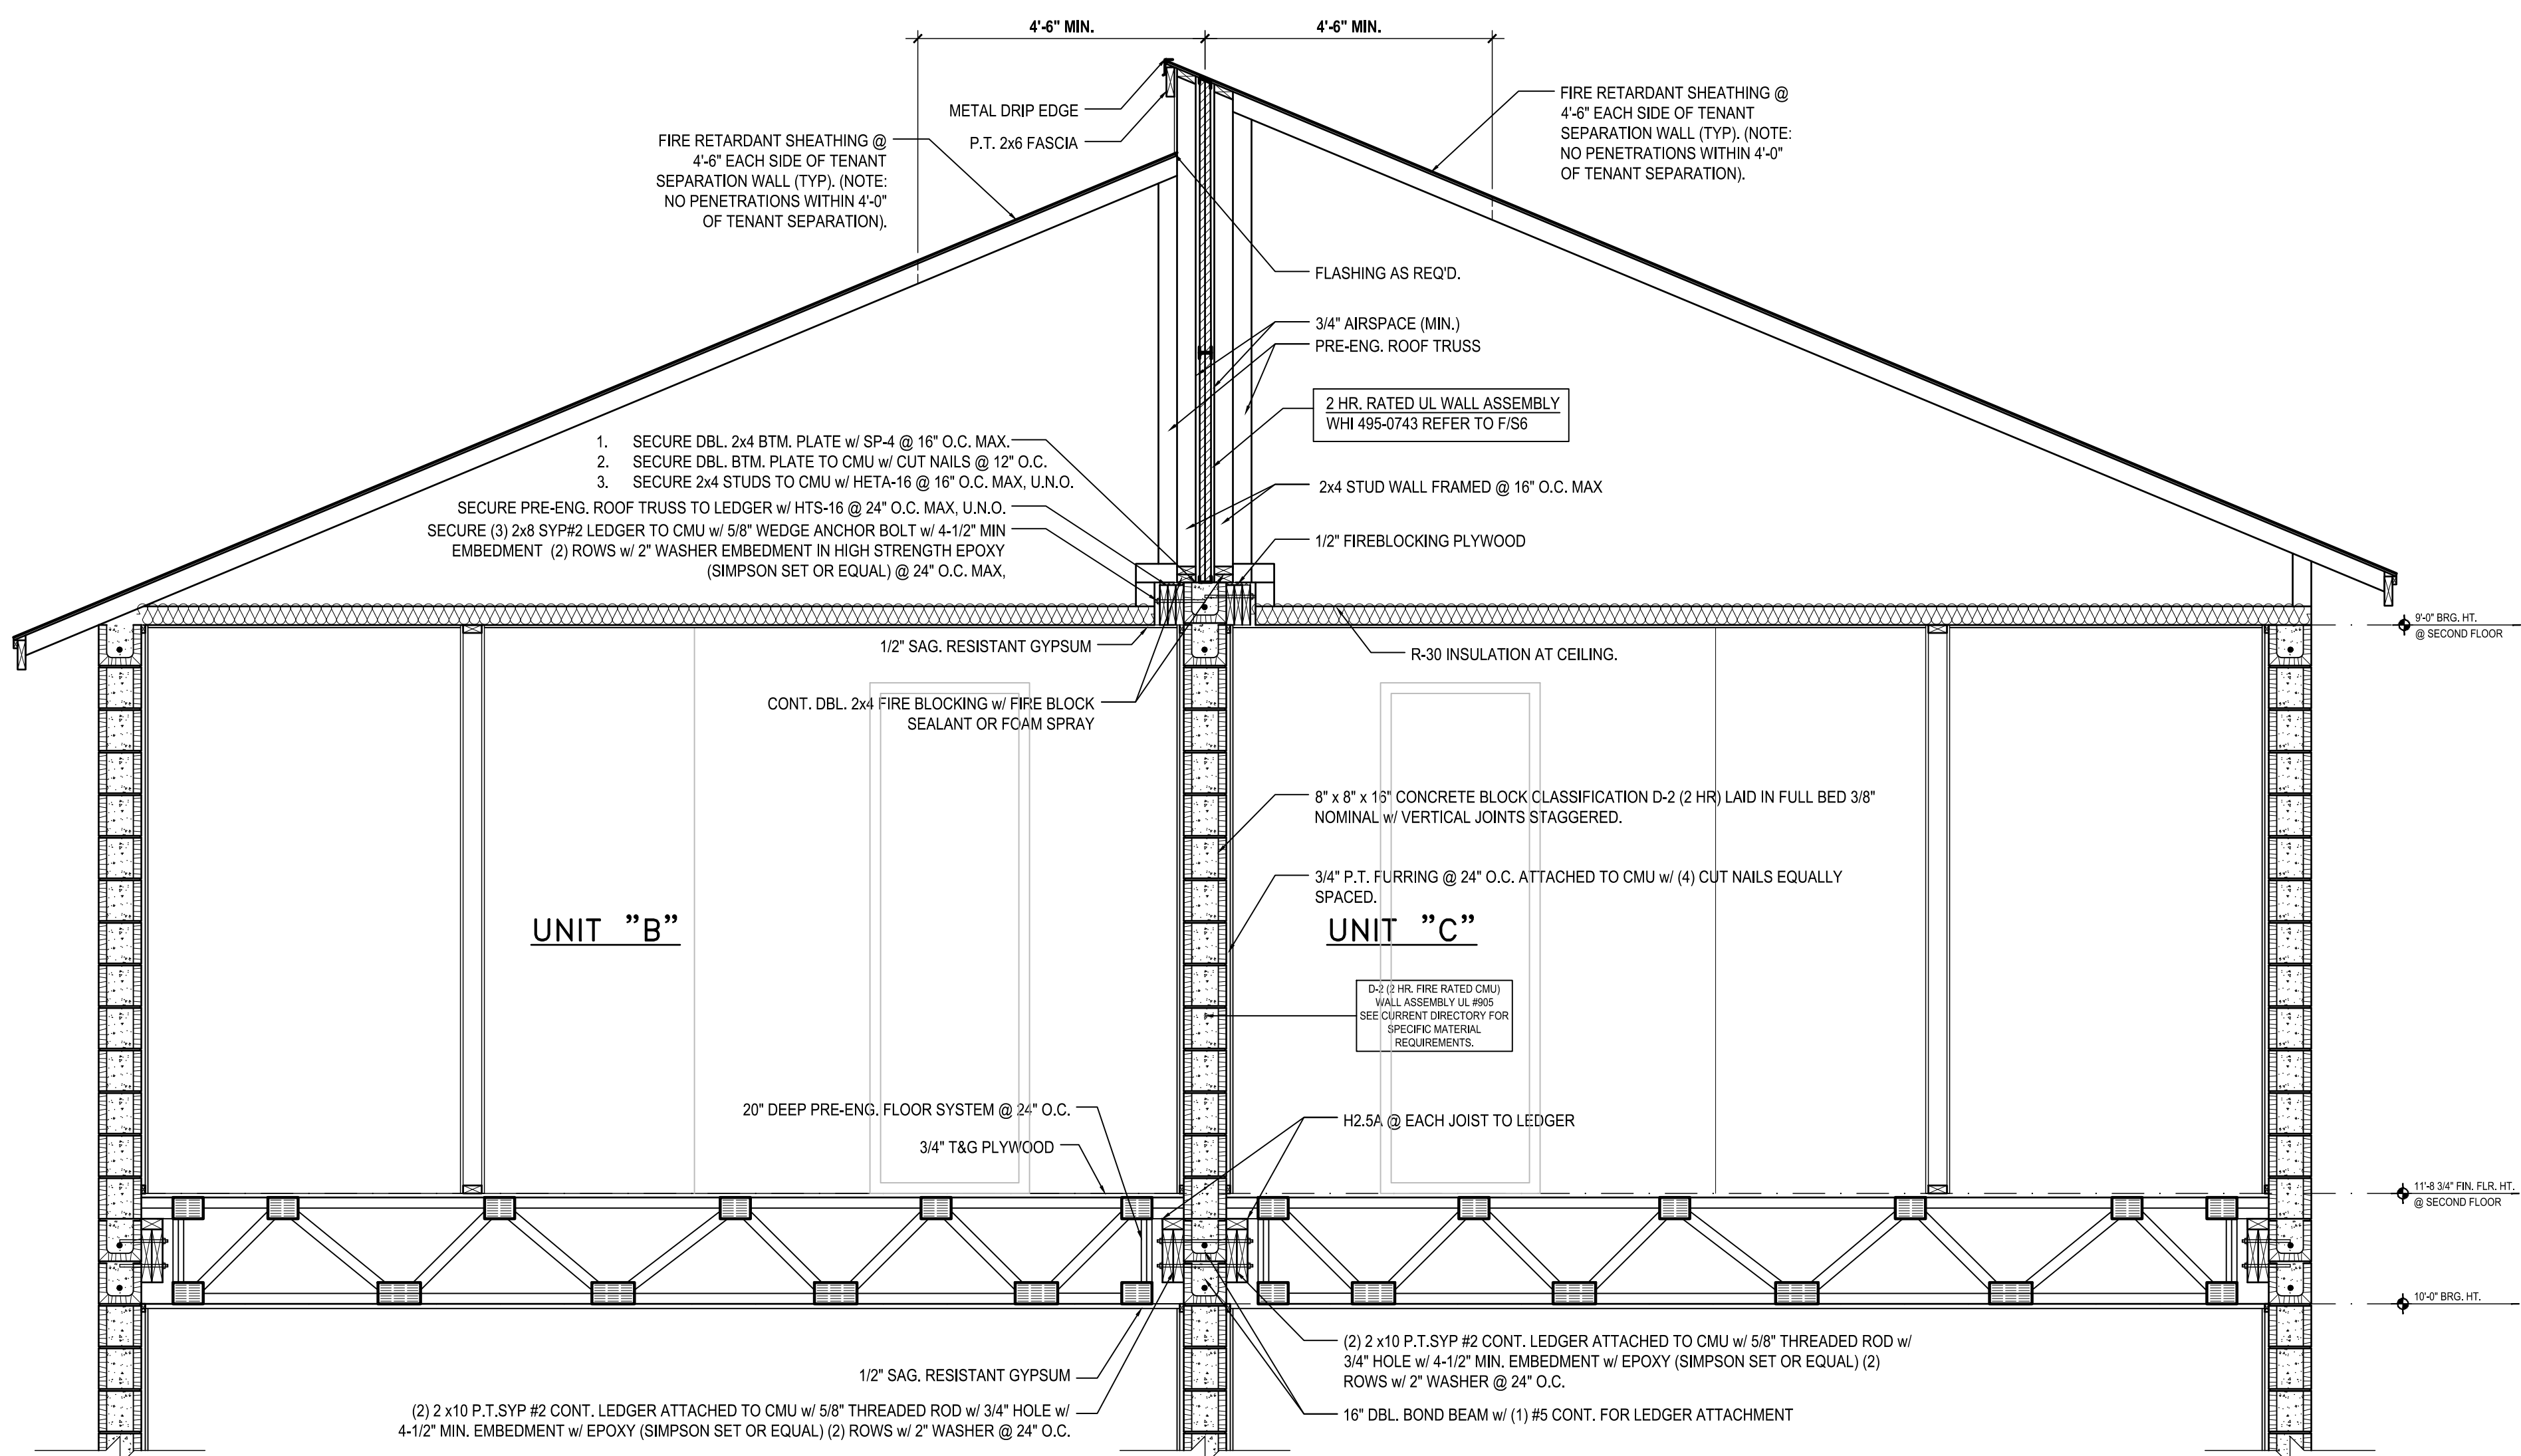 4'-6" MIN.
4'-6" MIN.
METAL DRIP EDGE
P.T. 2x6 FASCIA
FIRE RETARDANT SHEATHING @
4'-6" EACH SIDE OF TENANT
SEPARATION WALL (TYP). (NOTE:
NO PENETRATIONS WITHIN 4'-0"
OF TENANT SEPARATION).
FIRE RETARDANT SHEATHING @
4'-6" EACH SIDE OF TENANT
SEPARATION WALL (TYP). (NOTE:
NO PENETRATIONS WITHIN 4'-0"
OF TENANT SEPARATION).
FLASHING AS REQ'D.
3/4" AIRSPACE (MIN.)
PRE-ENG. ROOF TRUSS
2 HR. RATED UL WALL ASSEMBLY
WHI 495-0743 REFER TO F/S6
1. SECURE DBL. 2x4 BTM. PLATE w/ SP-4 @ 16" O.C. MAX.
2. SECURE DBL. BTM. PLATE TO CMU w/ CUT NAILS @ 12" O.C.
3. SECURE 2x4 STUDS TO CMU w/ HETA-16 @ 16" O.C. MAX, U.N.O.
SECURE PRE-ENG. ROOF TRUSS TO LEDGER w/ HTS-16 @ 24" O.C. MAX, U.N.O.
SECURE (3) 2x8 SYP#2 LEDGER TO CMU w/ 5/8" WEDGE ANCHOR BOLT w/ 4-1/2" MIN
EMBEDMENT (2) ROWS w/ 2" WASHER EMBEDMENT IN HIGH STRENGTH EPOXY
(SIMPSON SET OR EQUAL) @ 24" O.C. MAX,
2x4 STUD WALL FRAMED @ 16" O.C. MAX
1/2" FIREBLOCKING PLYWOOD
9'-0" BRG. HT.
@ SECOND FLOOR
1/2" SAG. RESISTANT GYPSUM
R-30 INSULATION AT CEILING.
CONT. DBL. 2x4 FIRE BLOCKING w/ FIRE BLOCK
SEALANT OR FOAM SPRAY
8" x 8" x 16" CONCRETE BLOCK CLASSIFICATION D-2 (2 HR) LAID IN FULL BED 3/8"
NOMINAL w/ VERTICAL JOINTS STAGGERED.
3/4" P.T. FURRING @ 24" O.C. ATTACHED TO CMU w/ (4) CUT NAILS EQUALLY
SPACED.
UNIT "B"
UNIT "C"
D-2 (2 HR. FIRE RATED CMU)
WALL ASSEMBLY UL #905
SEE CURRENT DIRECTORY FOR
SPECIFIC MATERIAL
REQUIREMENTS.
20" DEEP PRE-ENG. FLOOR SYSTEM @ 24" O.C.
3/4" T&G PLYWOOD
H2.5A @ EACH JOIST TO LEDGER
11'-8 3/4" FIN. FLR. HT.
@ SECOND FLOOR
10'-0" BRG. HT.
1/2" SAG. RESISTANT GYPSUM
(2) 2 x10 P.T.SYP #2 CONT. LEDGER ATTACHED TO CMU w/ 5/8" THREADED ROD w/ 3/4" HOLE w/
4-1/2" MIN. EMBEDMENT w/ EPOXY (SIMPSON SET OR EQUAL) (2) ROWS w/ 2" WASHER @ 24" O.C.
(2) 2 x10 P.T.SYP #2 CONT. LEDGER ATTACHED TO CMU w/ 5/8" THREADED ROD w/
3/4" HOLE w/ 4-1/2" MIN. EMBEDMENT w/ EPOXY (SIMPSON SET OR EQUAL) (2)
ROWS w/ 2" WASHER @ 24" O.C.
16" DBL. BOND BEAM w/ (1) #5 CONT. FOR LEDGER ATTACHMENT